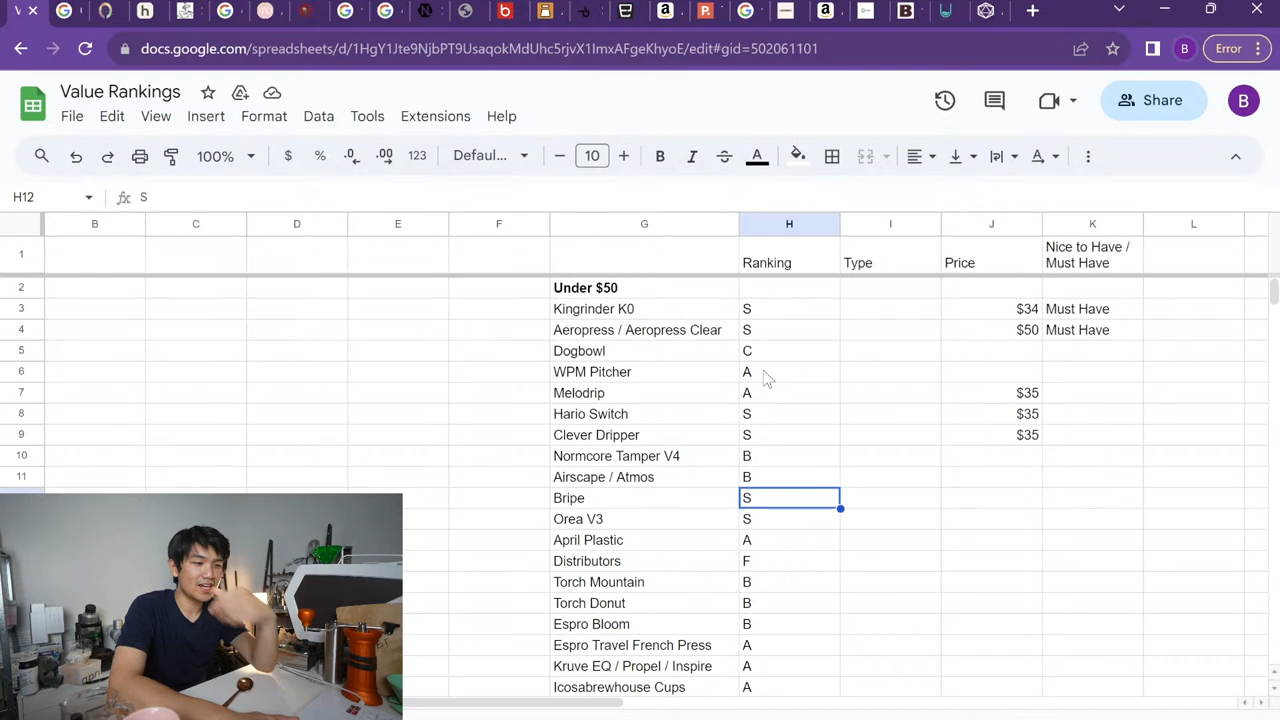 docs.google.com/spreadsheets/d/1HgY1Jte9NjbPT9UsaqokMdUhc5rjvX1ImxAFgeKhyoE/edit#gid=502061101
B
Error
Value Rankings
File Edit View Insert Format Data Tools Extensions Help
Share
B
100% $ % .0 .00 123 Defaul... 10 B I A
H12 fx S
B C D E F G H I J K L
1 Ranking Type Price Nice to Have /
Must Have
2 Under $50
3 Kingrinder K0 S $34 Must Have
4 Aeropress / Aeropress Clear S $50 Must Have
5 Dogbowl C
6 WPM Pitcher A
7 Melodrip A $35
8 Hario Switch S $35
9 Clever Dripper S $35
10 Normcore Tamper V4 B
11 Airscape / Atmos B
Bripe S
Orea V3 S
April Plastic A
Distributors F
Torch Mountain B
Torch Donut B
Espro Bloom B
Espro Travel French Press A
Kruve EQ / Propel / Inspire A
Icosabrewhouse Cups A